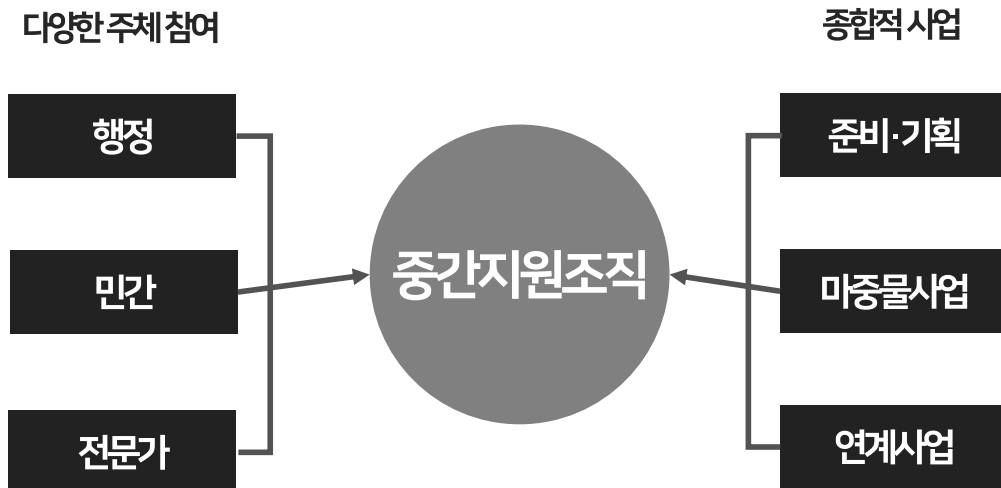 다양한 주체 참여
종합적 사업
행정
준비·기획
민간
중간지원조직
마중물사업
전문가
연계사업